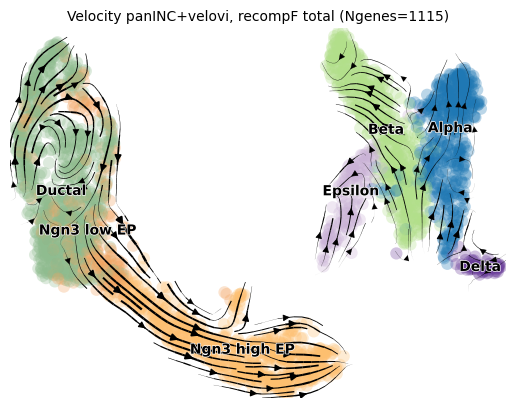 Velocity panINC+velovi, recompF total (Ngenes=1115)
Beta
Alpha
Ductal
Epsilon
Ngn3 low EP
Delta
Ngn3 high EP